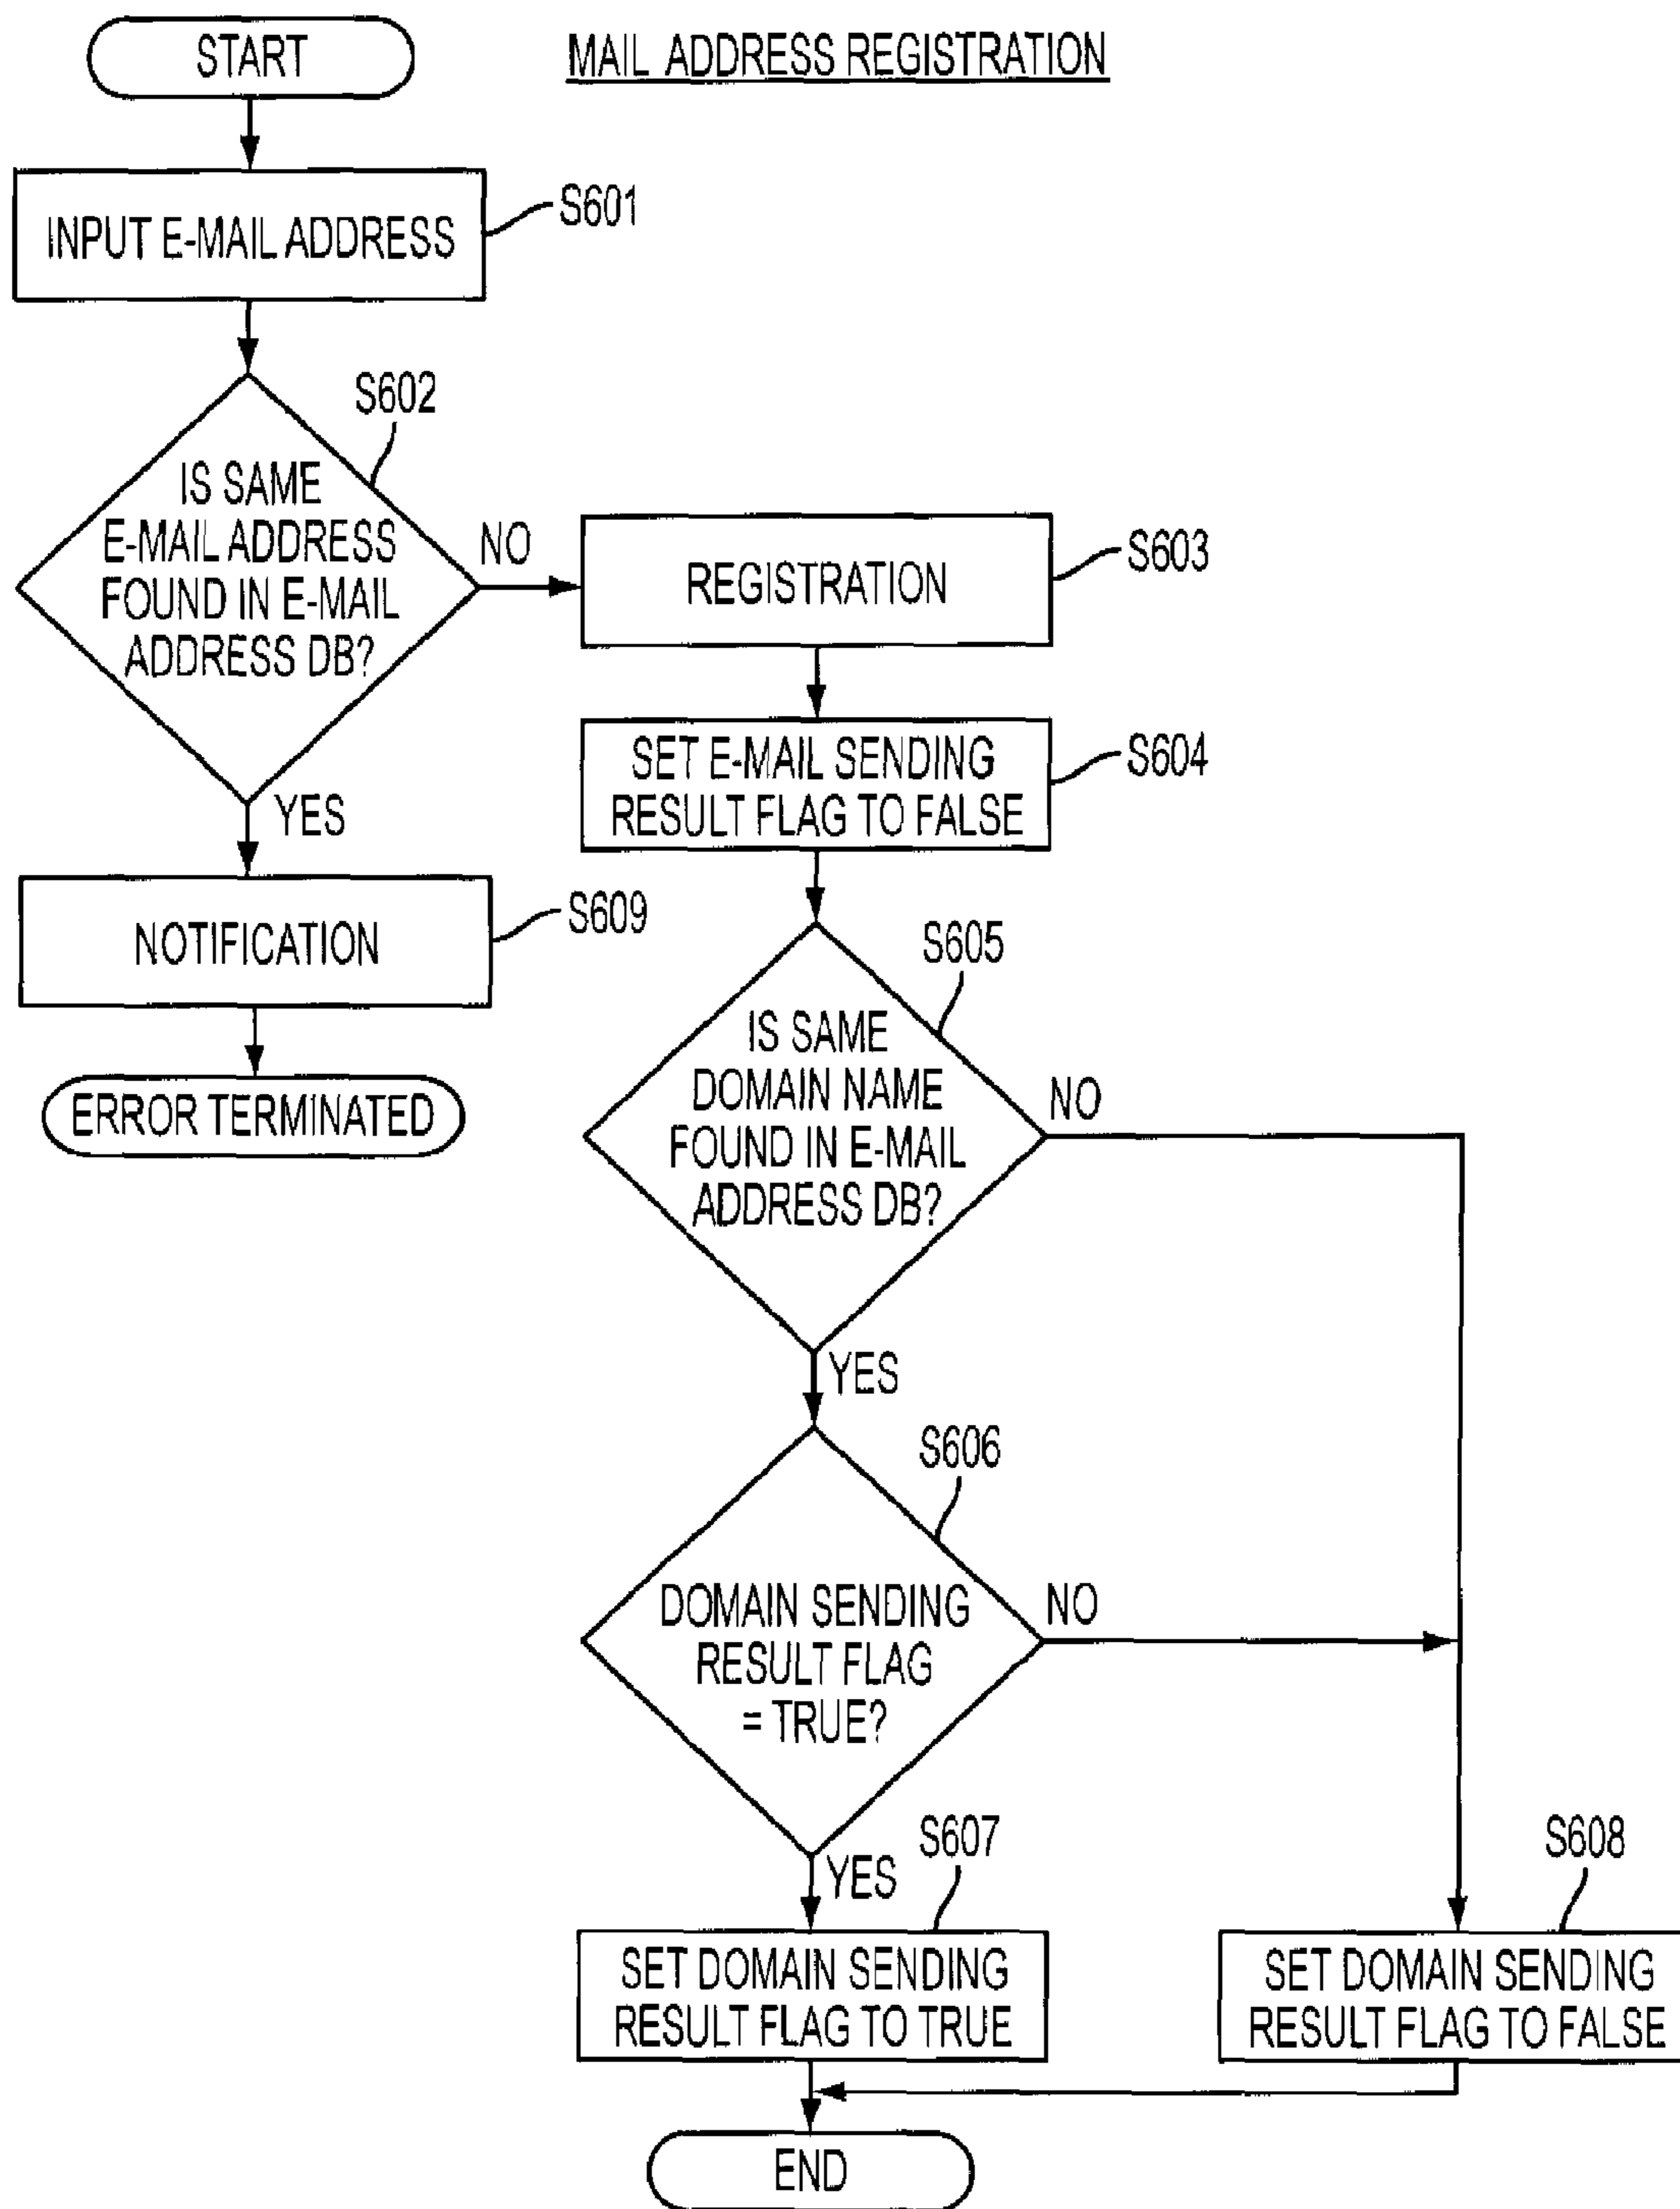 START
MAIL ADDRESS REGISTRATION
INPUT E-MAIL ADDRESS
S601
S602
IS SAME
E-MAIL ADDRESS
FOUND IN E-MAIL
ADDRESS DB?
NO
REGISTRATION
S603
SET E-MAIL SENDING
RESULT FLAG TO FALSE
S604
YES
NOTIFICATION
S609
ERROR TERMINATED
S605
IS SAME
DOMAIN NAME
FOUND IN E-MAIL
ADDRESS DB?
NO
YES
S606
DOMAIN SENDING
RESULT FLAG
= TRUE?
NO
YES
S607
SET DOMAIN SENDING
RESULT FLAG TO TRUE
S608
SET DOMAIN SENDING
RESULT FLAG TO FALSE
END